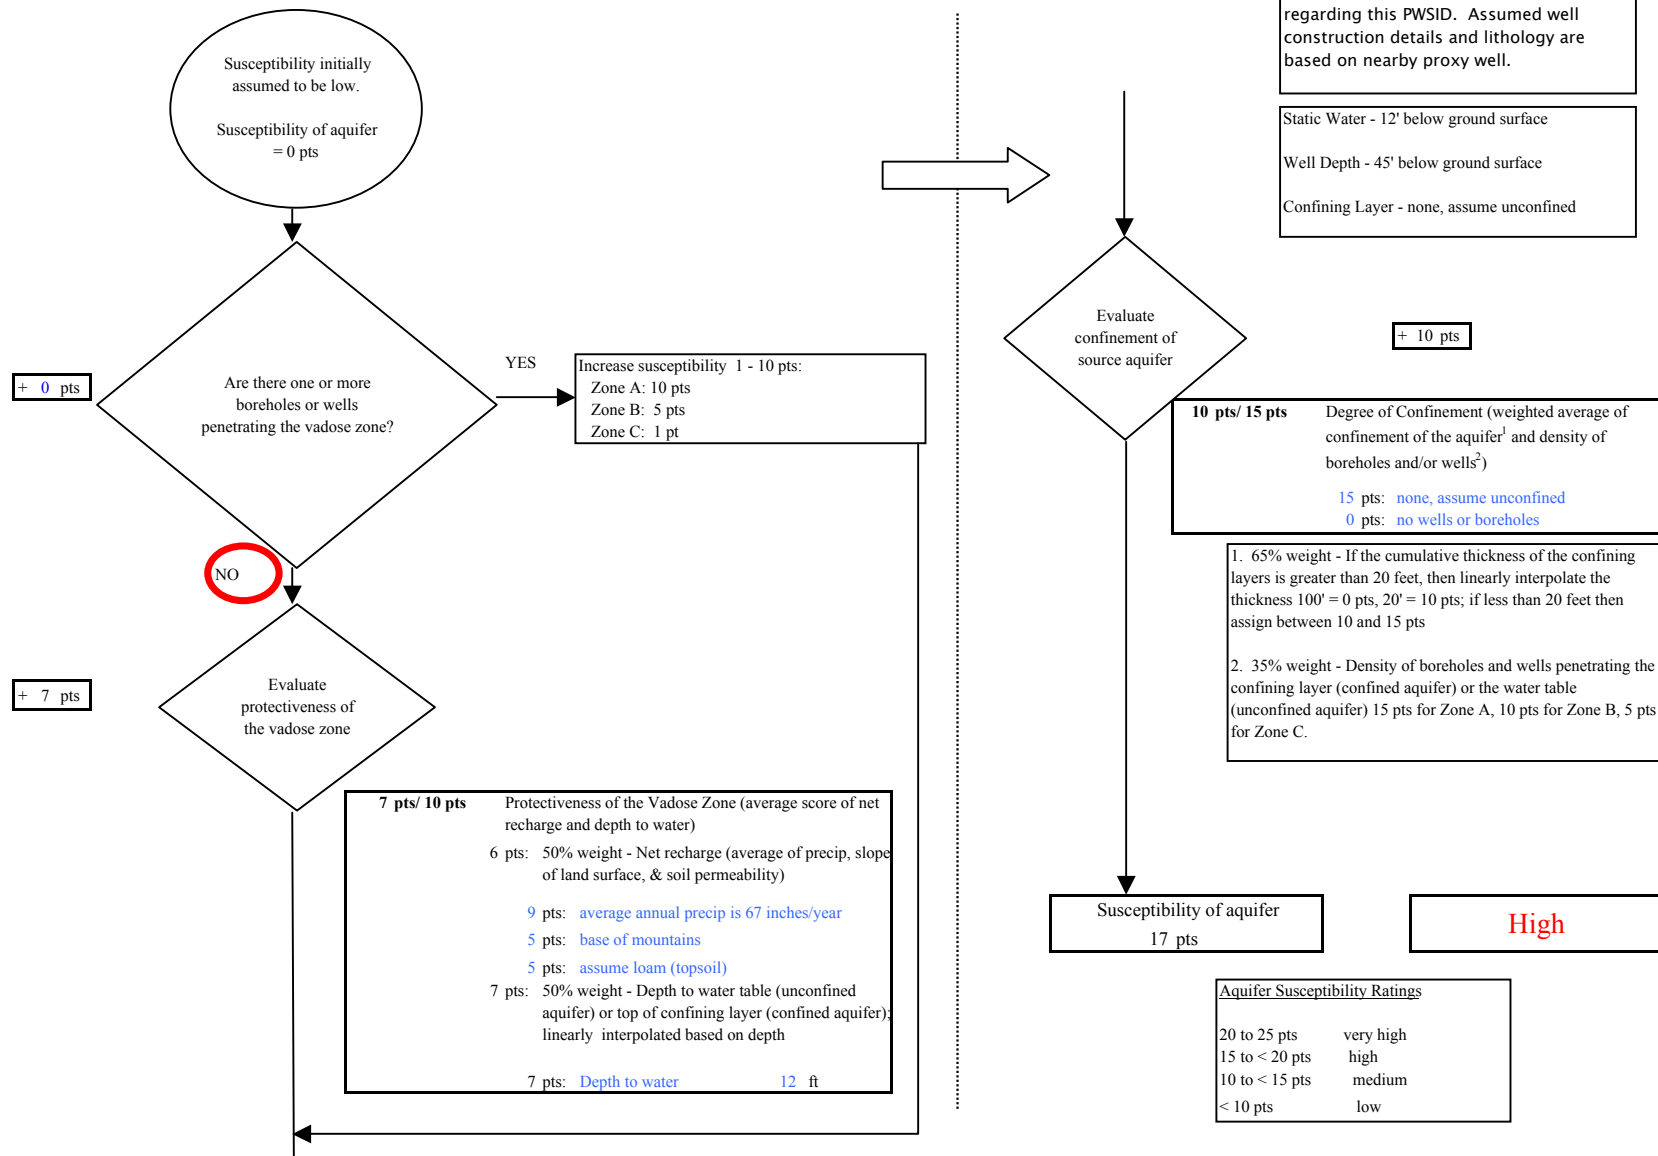 Susceptibility initially
assumed to be low.
Susceptibility of aquifer
= 0 pts
+ 0 pts
Are there one or more
boreholes or wells
penetrating the vadose zone?
YES
Increase susceptibility 1 - 10 pts:
Zone A: 10 pts
Zone B: 5 pts
Zone C: 1 pt
NO
+ 7 pts
Evaluate
protectiveness of
the vadose zone
7 pts/ 10 pts Protectiveness of the Vadose Zone (average score of net
recharge and depth to water)
6 pts: 50% weight - Net recharge (average of precip, slope
of land surface, & soil permeability)
9 pts: average annual precip is 67 inches/year
5 pts: base of mountains
5 pts: assume loam (topsoil)
7 pts: 50% weight - Depth to water table (unconfined
aquifer) or top of confining layer (confined aquifer);
linearly interpolated based on depth
7 pts: Depth to water 12 ft
regarding this PWSID. Assumed well
construction details and lithology are
based on nearby proxy well.
Static Water - 12' below ground surface
Well Depth - 45' below ground surface
Confining Layer - none, assume unconfined
Evaluate
confinement of
source aquifer
+ 10 pts
10 pts/ 15 pts Degree of Confinement (weighted average of
confinement of the aquifer1 and density of
boreholes and/or wells2)
15 pts: none, assume unconfined
0 pts: no wells or boreholes
1. 65% weight - If the cumulative thickness of the confining
layers is greater than 20 feet, then linearly interpolate the
thickness 100' = 0 pts, 20' = 10 pts; if less than 20 feet then
assign between 10 and 15 pts
2. 35% weight - Density of boreholes and wells penetrating the
confining layer (confined aquifer) or the water table
(unconfined aquifer) 15 pts for Zone A, 10 pts for Zone B, 5 pts
for Zone C.
Susceptibility of aquifer
17 pts
High
Aquifer Susceptibility Ratings
20 to 25 pts very high
15 to < 20 pts high
10 to < 15 pts medium
< 10 pts low